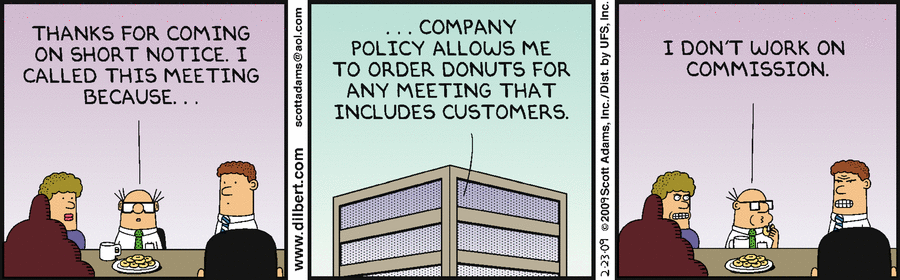 THANKS FOR COMING
ON SHORT NOTICE. I
CALLED THIS MEETING
BECAUSE...
www.dilbert.com scottadams@aol.com
...COMPANY
POLICY ALLOWS ME
TO ORDER DONUTS FOR
ANY MEETING THAT
INCLUDES CUSTOMERS.
2-23-09 ©2009 Scott Adams, Inc./Dist. by UFS, Inc.
I DON'T WORK ON
COMMISSION.